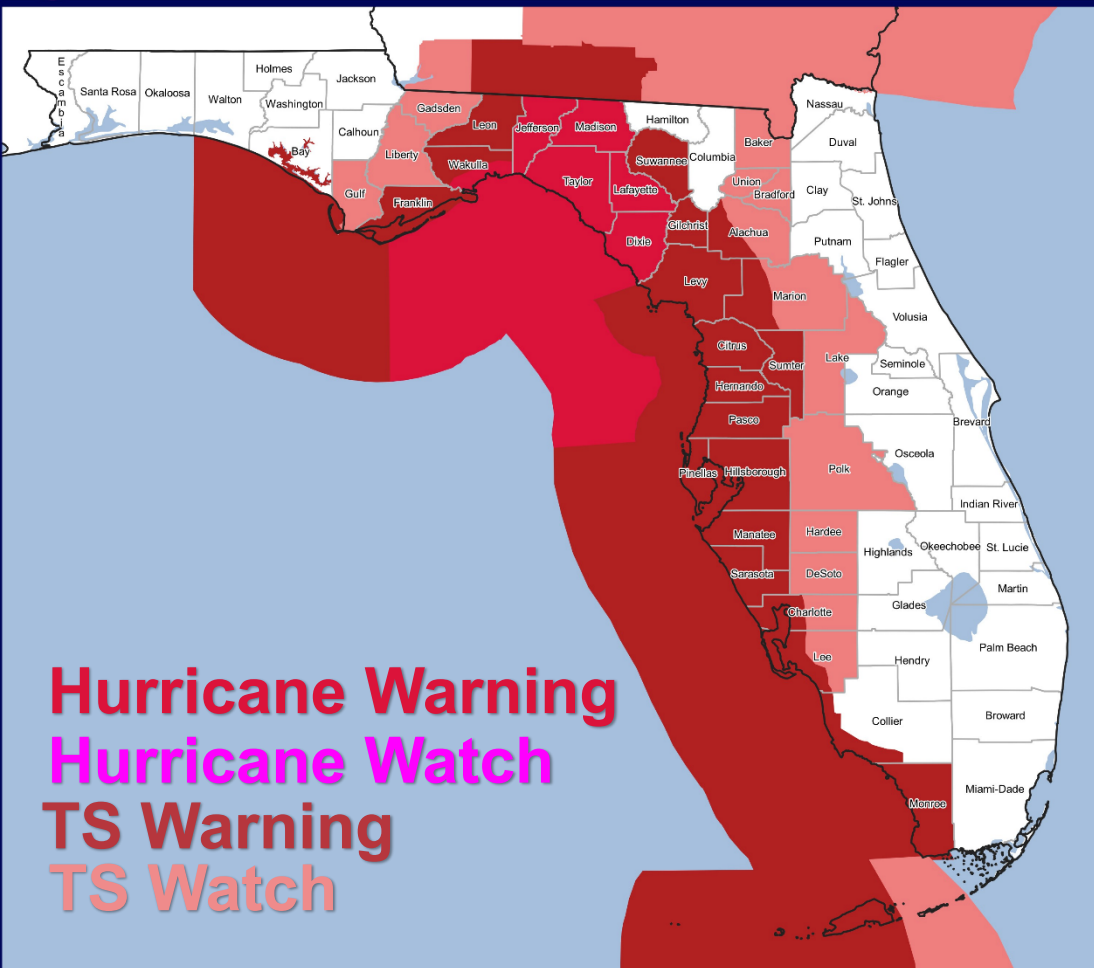 Escambia
Santa Rosa
Okaloosa
Walton
Holmes
Washington
Jackson
Bay
Calhoun
Gulf
Gadsden
Liberty
Franklin
Leon
Wakulla
Jefferson
Madison
Taylor
Hamilton
Suwannee
Lafayette
Dixie
Columbia
Gilchrist
Levy
Baker
Union
Bradford
Alachua
Nassau
Duval
Clay
St. Johns
Putnam
Flagler
Marion
Volusia
Citrus
Sumter
Lake
Seminole
Hernando
Orange
Pasco
Brevard
Pinellas
Hillsborough
Polk
Osceola
Indian River
Manatee
Hardee
Highlands
Okeechobee
St. Lucie
Sarasota
DeSoto
Martin
Charlotte
Glades
Lee
Hendry
Palm Beach
Collier
Broward
Monroe
Miami-Dade
Hurricane Warning
Hurricane Watch
TS Warning
TS Watch